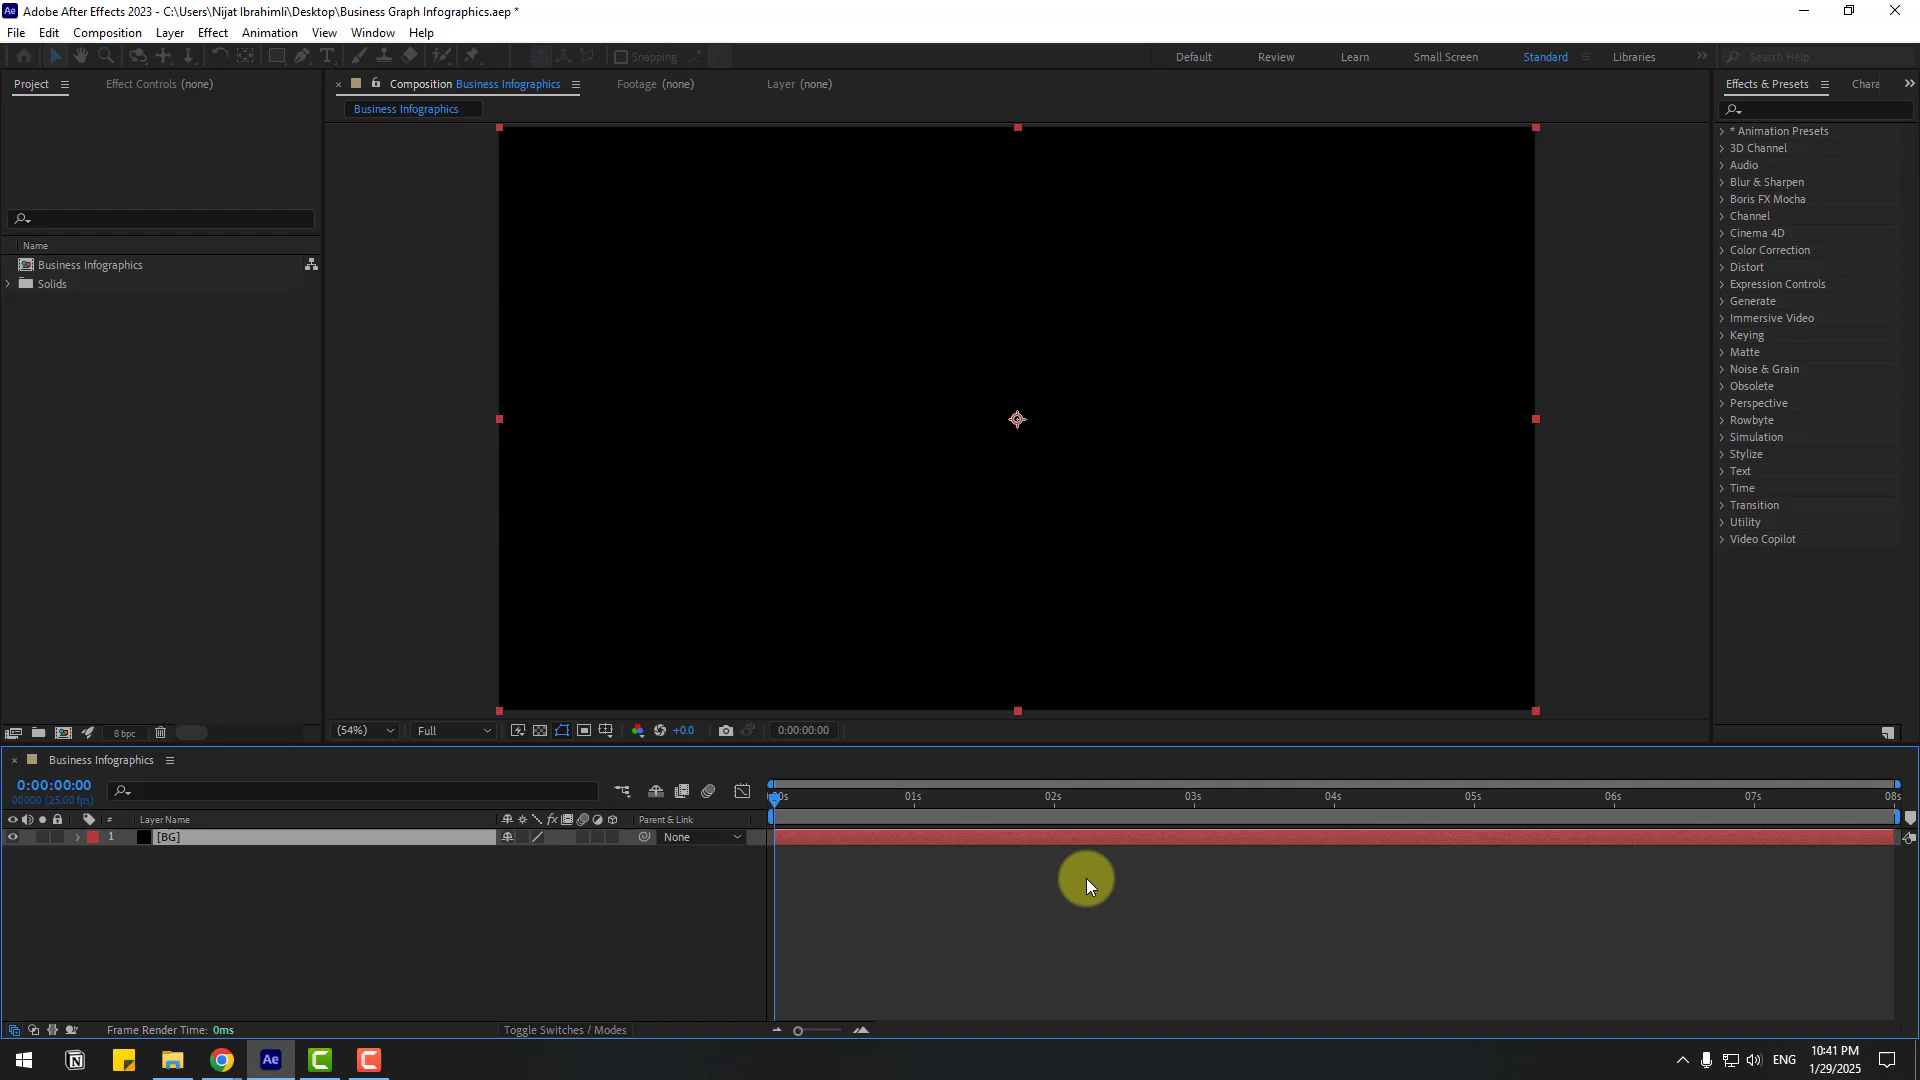 Ae Adobe After Effects 2023 - C:\Users\Nijat Ibrahimli\Desktop\Business Graph Infographics.aep *
File Edit Composition Layer Effect Animation View Window Help
Snapping Default Review Learn Small Screen Standard Libraries Search Help
Project Effect Controls (none) Composition Business Infographics Footage (none) Layer (none) Effects & Presets Chara
Business Infographics
* Animation Presets
3D Channel
Audio
Blur & Sharpen
Boris FX Mocha
Channel
Cinema 4D
Color Correction
Distort
Expression Controls
Generate
Immersive Video
Keying
Matte
Noise & Grain
Obsolete
Perspective
Rowbyte
Simulation
Stylize
Text
Time
Transition
Utility
Video Copilot
Name
Business Infographics
Solids
8 bpc
(54%) Full +0.0 0:00:00:00
Business Infographics
0:00:00:00
00000 (25.00 fps)
00s 01s 02s 03s 04s 05s 06s 07s 08s
# Layer Name fx Parent & Link
1 [BG] None
Frame Render Time: 0ms Toggle Switches / Modes
Ae ENG 10:41 PM
1/29/2025